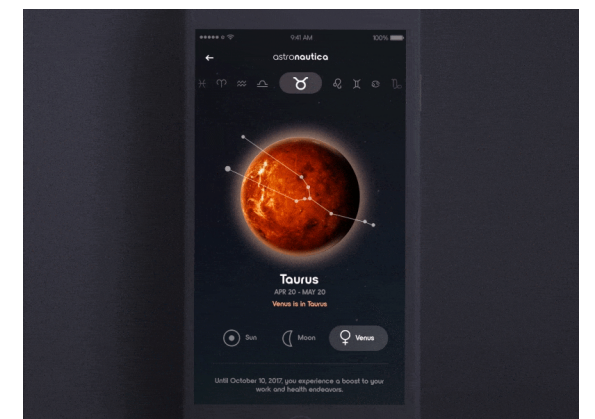 9:41 AM
100%
astronautica
Taurus
APR 20 - MAY 20
Venus is in Taurus
Sun
Moon
Venus
Until October 10, 2017, you experience a boost to your
work and health endeavors.